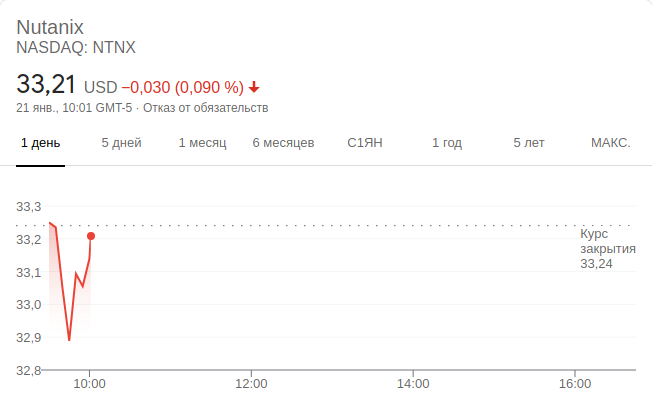 Nutanix
NASDAQ: NTNX
33,21 USD −0,030 (0,090 %)
21 янв., 10:01 GMT-5 · Отказ от обязательств
1 день 5 дней 1 месяц 6 месяцев С1ЯН 1 год 5 лет МАКС.
33,3
33,2
33,1
33,0
32,9
32,8
Курс
закрытия
33,24
10:00 12:00 14:00 16:00